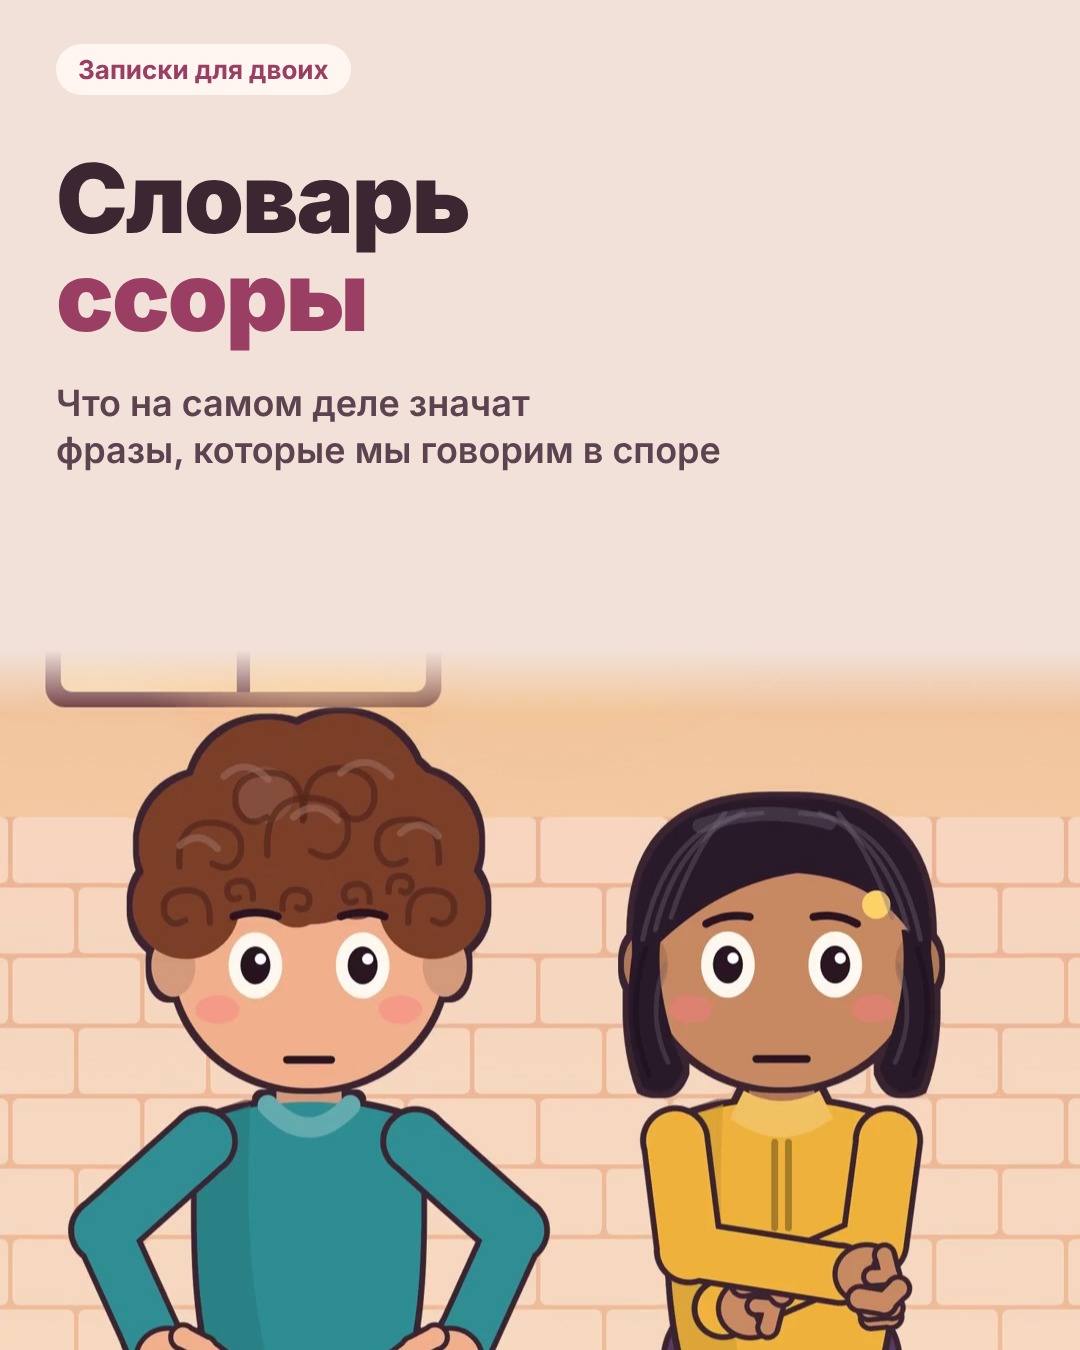 Записки для двоих
Словарь
ссоры
Что на самом деле значат
фразы, которые мы говорим в споре